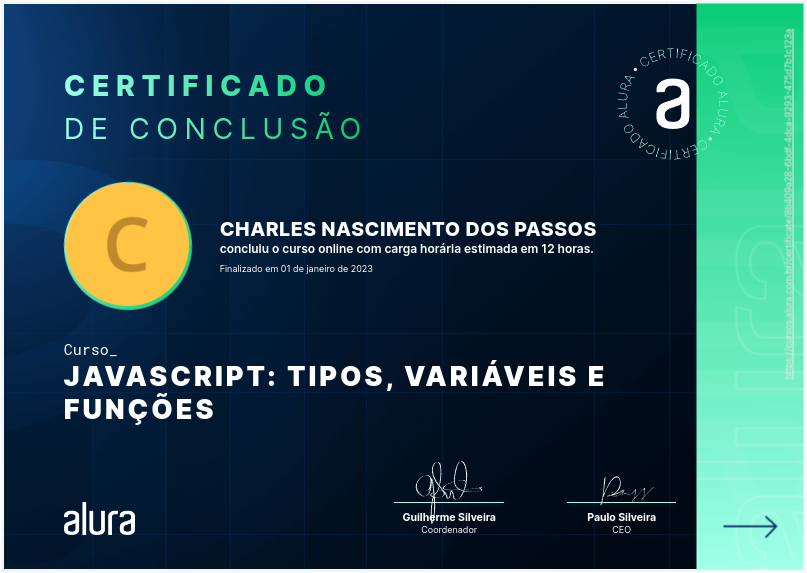 CERTIFICADO
DE CONCLUSÃO
CERTIFICADO ALURA • CERTIFICADO ALURA •
a
C
CHARLES NASCIMENTO DOS PASSOS
concluiu o curso online com carga horária estimada em 12 horas.
Finalizado em 01 de janeiro de 2023
Curso_
JAVASCRIPT: TIPOS, VARIÁVEIS E
FUNÇÕES
alura
Guilherme Silveira
Coordenador
Paulo Silveira
CEO
alura